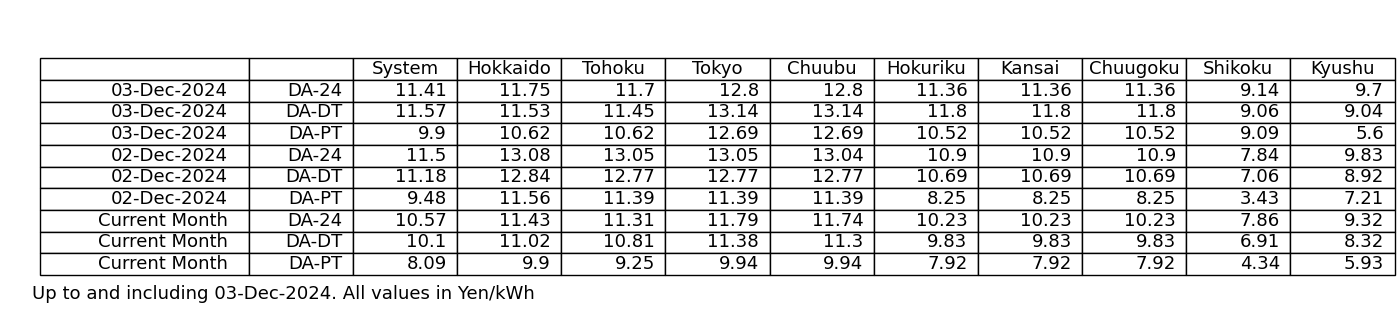 System Hokkaido Tohoku Tokyo Chuubu Hokuriku Kansai Chuugoku Shikoku Kyushu
03-Dec-2024 DA-24 11.41 11.75 11.7 12.8 12.8 11.36 11.36 11.36 9.14 9.7
03-Dec-2024 DA-DT 11.57 11.53 11.45 13.14 13.14 11.8 11.8 11.8 9.06 9.04
03-Dec-2024 DA-PT 9.9 10.62 10.62 12.69 12.69 10.52 10.52 10.52 9.09 5.6
02-Dec-2024 DA-24 11.5 13.08 13.05 13.05 13.04 10.9 10.9 10.9 7.84 9.83
02-Dec-2024 DA-DT 11.18 12.84 12.77 12.77 12.77 10.69 10.69 10.69 7.06 8.92
02-Dec-2024 DA-PT 9.48 11.56 11.39 11.39 11.39 8.25 8.25 8.25 3.43 7.21
Current Month DA-24 10.57 11.43 11.31 11.79 11.74 10.23 10.23 10.23 7.86 9.32
Current Month DA-DT 10.1 11.02 10.81 11.38 11.3 9.83 9.83 9.83 6.91 8.32
Current Month DA-PT 8.09 9.9 9.25 9.94 9.94 7.92 7.92 7.92 4.34 5.93
Up to and including 03-Dec-2024. All values in Yen/kWh